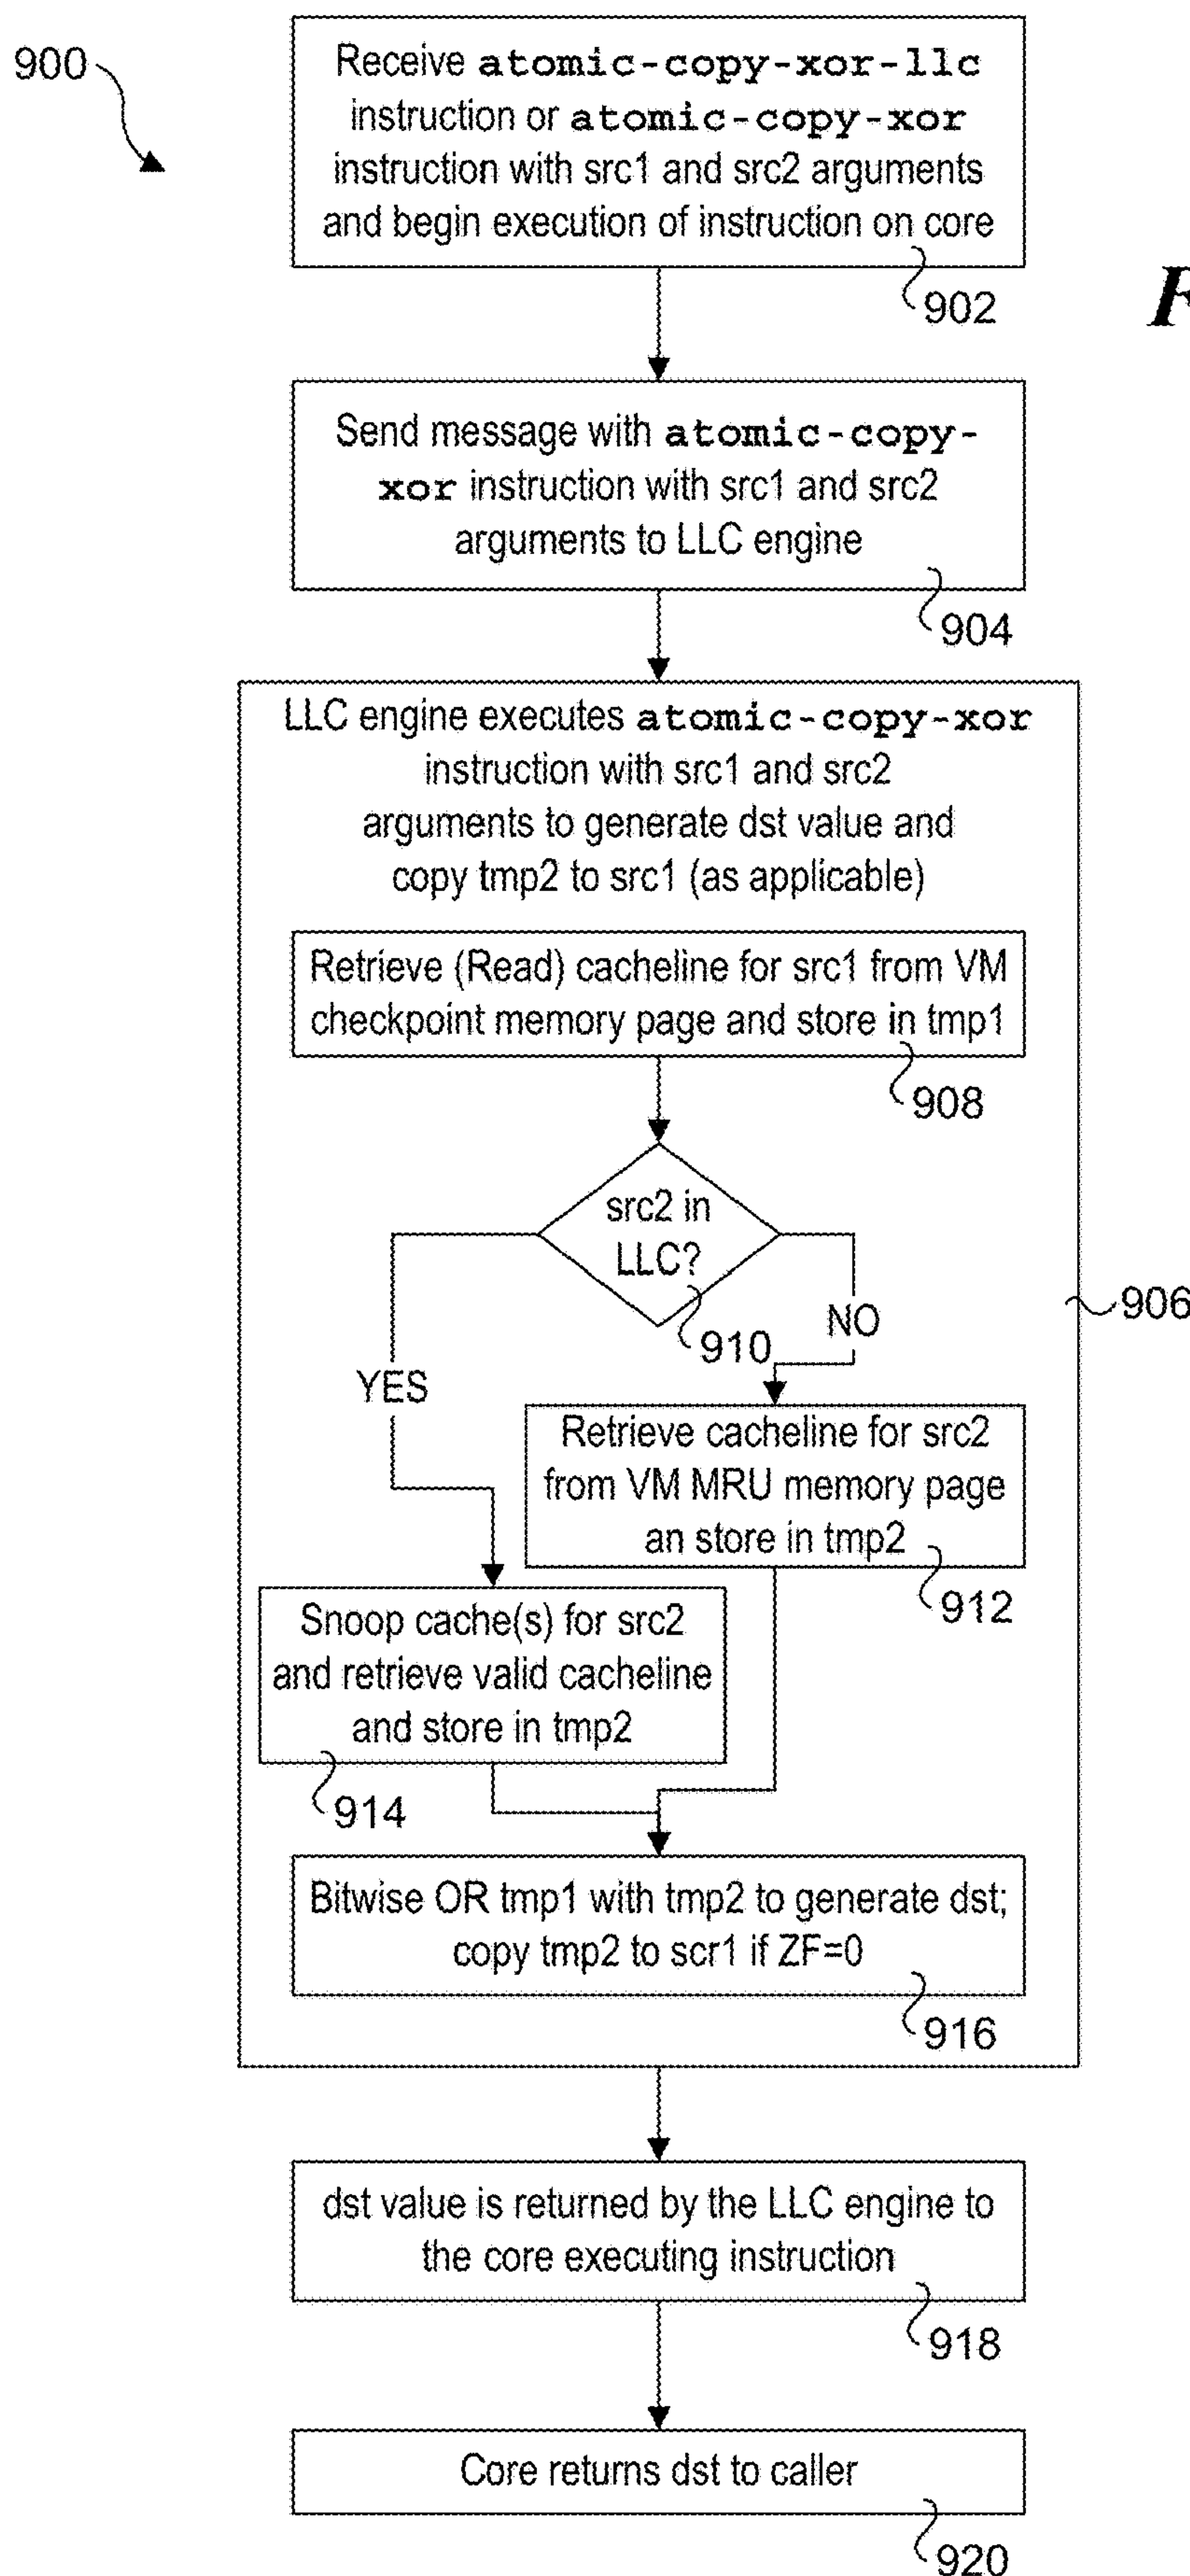 900
Receive atomic-copy-xor-llc
instruction or atomic-copy-xor
instruction with src1 and src2 arguments
and begin execution of instruction on core
902
F
Send message with atomic-copy-
xor instruction with src1 and src2
arguments to LLC engine
904
LLC engine executes atomic-copy-xor
instruction with src1 and src2
arguments to generate dst value and
copy tmp2 to src1 (as applicable)
Retrieve (Read) cacheline for src1 from VM
checkpoint memory page and store in tmp1
908
src2 in
LLC?
910
906
NO
YES
Retrieve cacheline for src2
from VM MRU memory page
an store in tmp2
912
Snoop cache(s) for src2
and retrieve valid cacheline
and store in tmp2
914
Bitwise OR tmp1 with tmp2 to generate dst;
copy tmp2 to scr1 if ZF=0
916
dst value is returned by the LLC engine to
the core executing instruction
918
Core returns dst to caller
920